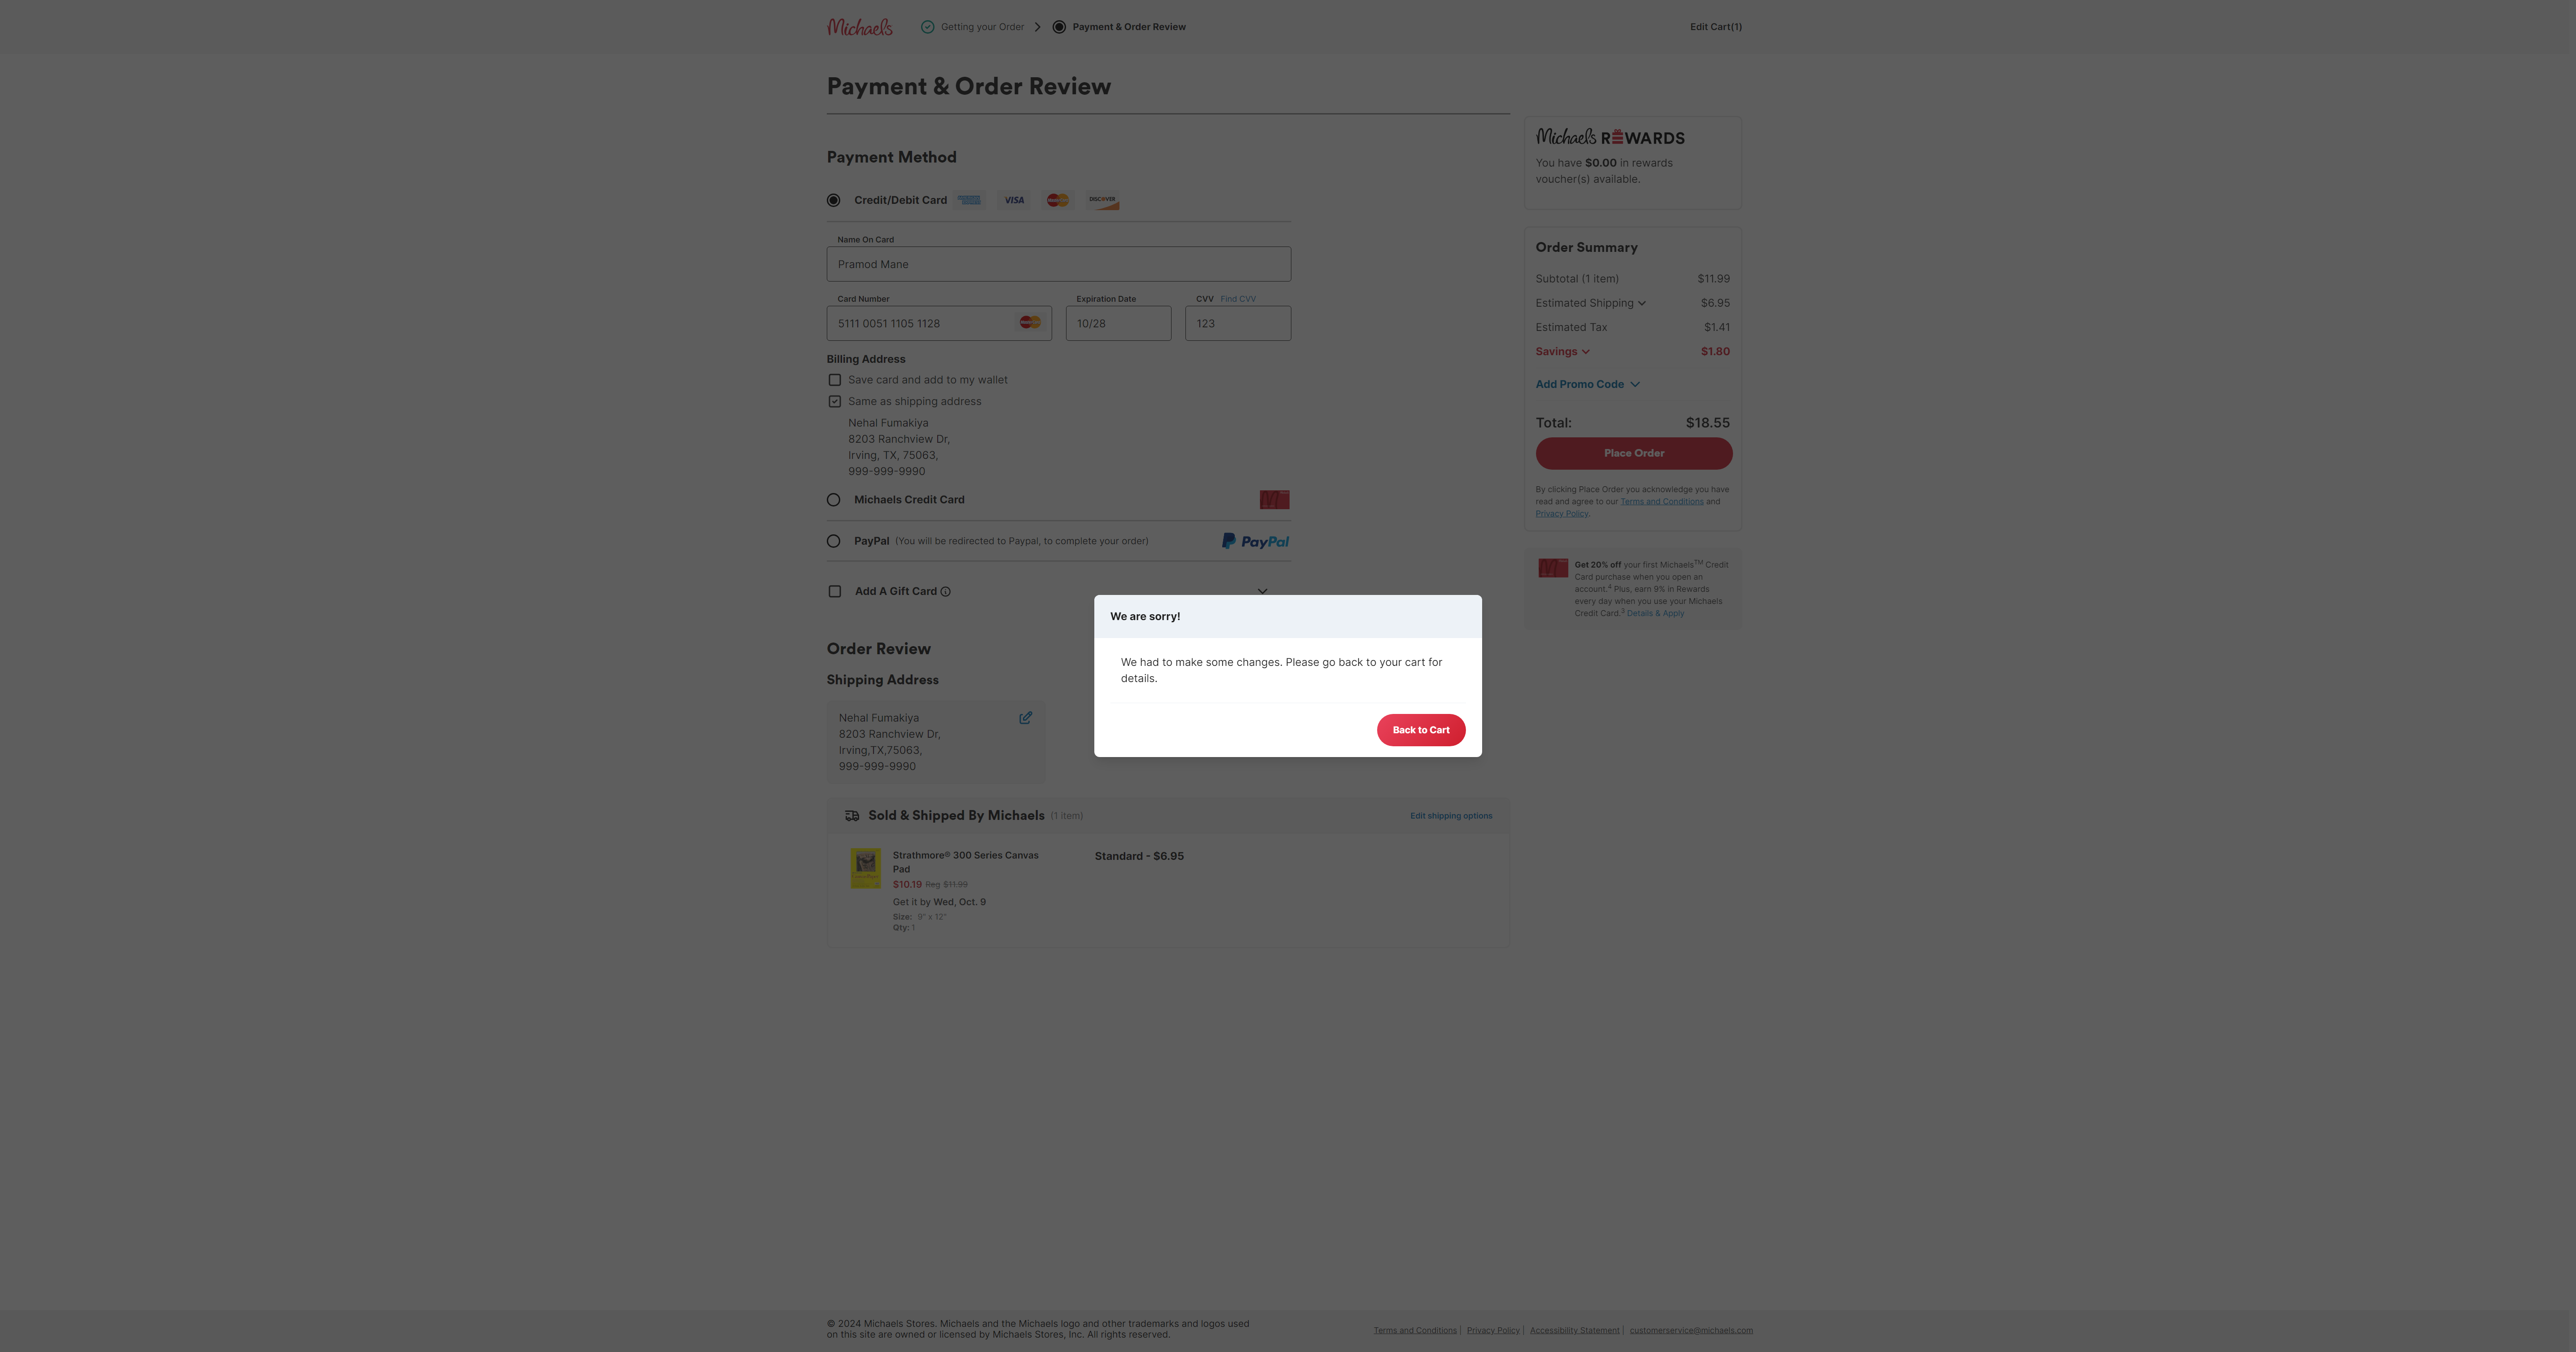 Michaels
Getting your Order
Payment & Order Review
Edit Cart(1)
Payment & Order Review
Payment Method
Credit/Debit Card
VISA
DISCOVER
Name On Card
Pramod Mane
Card Number
Expiration Date
CVV Find CVV
5111 0051 1105 1128
10/28
123
Billing Address
Save card and add to my wallet
Same as shipping address
Nehal Fumakiya
8203 Ranchview Dr,
Irving, TX, 75063,
999-999-9990
Michaels Credit Card
PayPal (You will be redirected to Paypal, to complete your order)
PayPal
Add A Gift Card
Order Review
Shipping Address
Nehal Fumakiya
8203 Ranchview Dr,
Irving,TX,75063,
999-999-9990
Sold & Shipped By Michaels (1 item)
Edit shipping options
Strathmore® 300 Series Canvas
Pad
$10.19 Reg $11.99
Get it by Wed, Oct. 9
Size: 9" x 12"
Qty: 1
Standard - $6.95
Michaels REWARDS
You have $0.00 in rewards
voucher(s) available.
Order Summary
Subtotal (1 item) $11.99
Estimated Shipping $6.95
Estimated Tax $1.41
Savings $1.80
Add Promo Code
Total: $18.55
Place Order
By clicking Place Order you acknowledge you have
read and agree to our Terms and Conditions and
Privacy Policy.
Get 20% off your first Michaels™ Credit
Card purchase when you open an
account.⁴ Plus, earn 9% in Rewards
every day when you use your Michaels
Credit Card.³ Details & Apply
We are sorry!
We had to make some changes. Please go back to your cart for
details.
Back to Cart
© 2024 Michaels Stores. Michaels and the Michaels logo and other trademarks and logos used
on this site are owned or licensed by Michaels Stores, Inc. All rights reserved.
Terms and Conditions | Privacy Policy | Accessibility Statement | customerservice@michaels.com